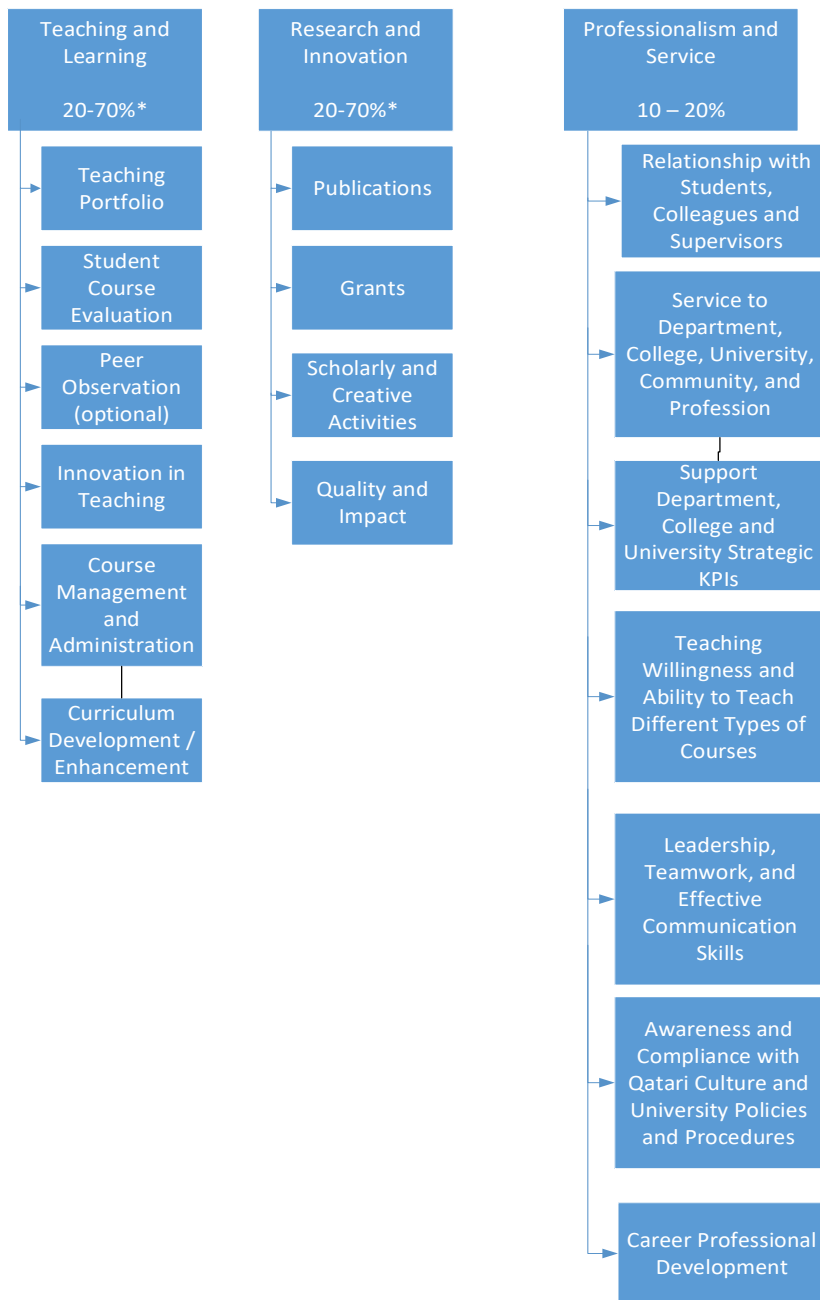 Teaching and
Learning
20-70%*
Teaching
Portfolio
Student
Course
Evaluation
Peer
Observation
(optional)
Innovation in
Teaching
Course
Management
and
Administration
Curriculum
Development /
Enhancement
Research and
Innovation
20-70%*
Publications
Grants
Scholarly and
Creative
Activities
Quality and
Impact
Professionalism and
Service
10 – 20%
Relationship with
Students,
Colleagues and
Supervisors
Service to
Department,
College, University,
Community, and
Profession
Support
Department,
College and
University Strategic
KPIs
Teaching
Willingness and
Ability to Teach
Different Types of
Courses
Leadership,
Teamwork, and
Effective
Communication
Skills
Awareness and
Compliance with
Qatari Culture and
University Policies
and Procedures
Career Professional
Development